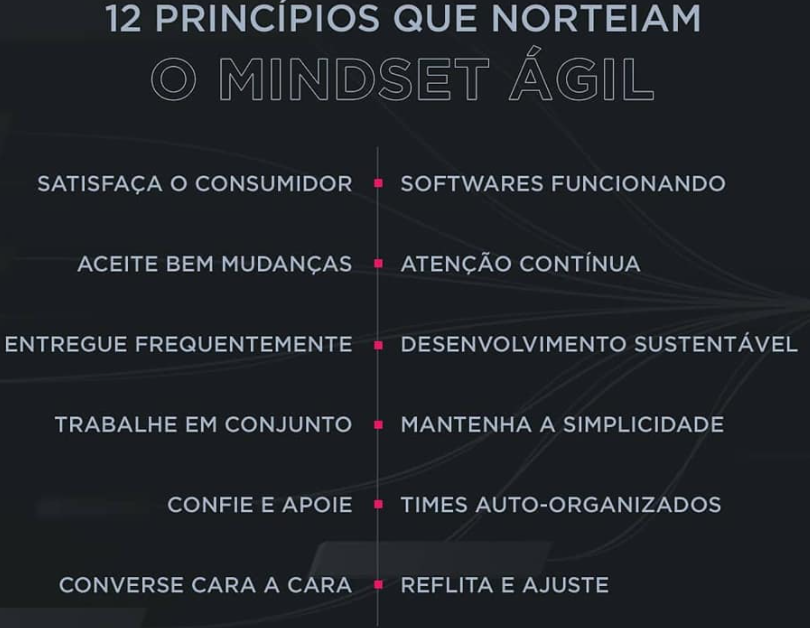 12 PRINCÍPIOS QUE NORTEIAM
O MINDSET ÁGIL
SATISFAÇA O CONSUMIDOR
ACEITE BEM MUDANÇAS
ENTREGUE FREQUENTEMENTE
TRABALHE EM CONJUNTO
CONFIE E APOIE
CONVERSE CARA A CARA
SOFTWARES FUNCIONANDO
ATENÇÃO CONTÍNUA
DESENVOLVIMENTO SUSTENTÁVEL
MANTENHA A SIMPLICIDADE
TIMES AUTO-ORGANIZADOS
REFLITA E AJUSTE